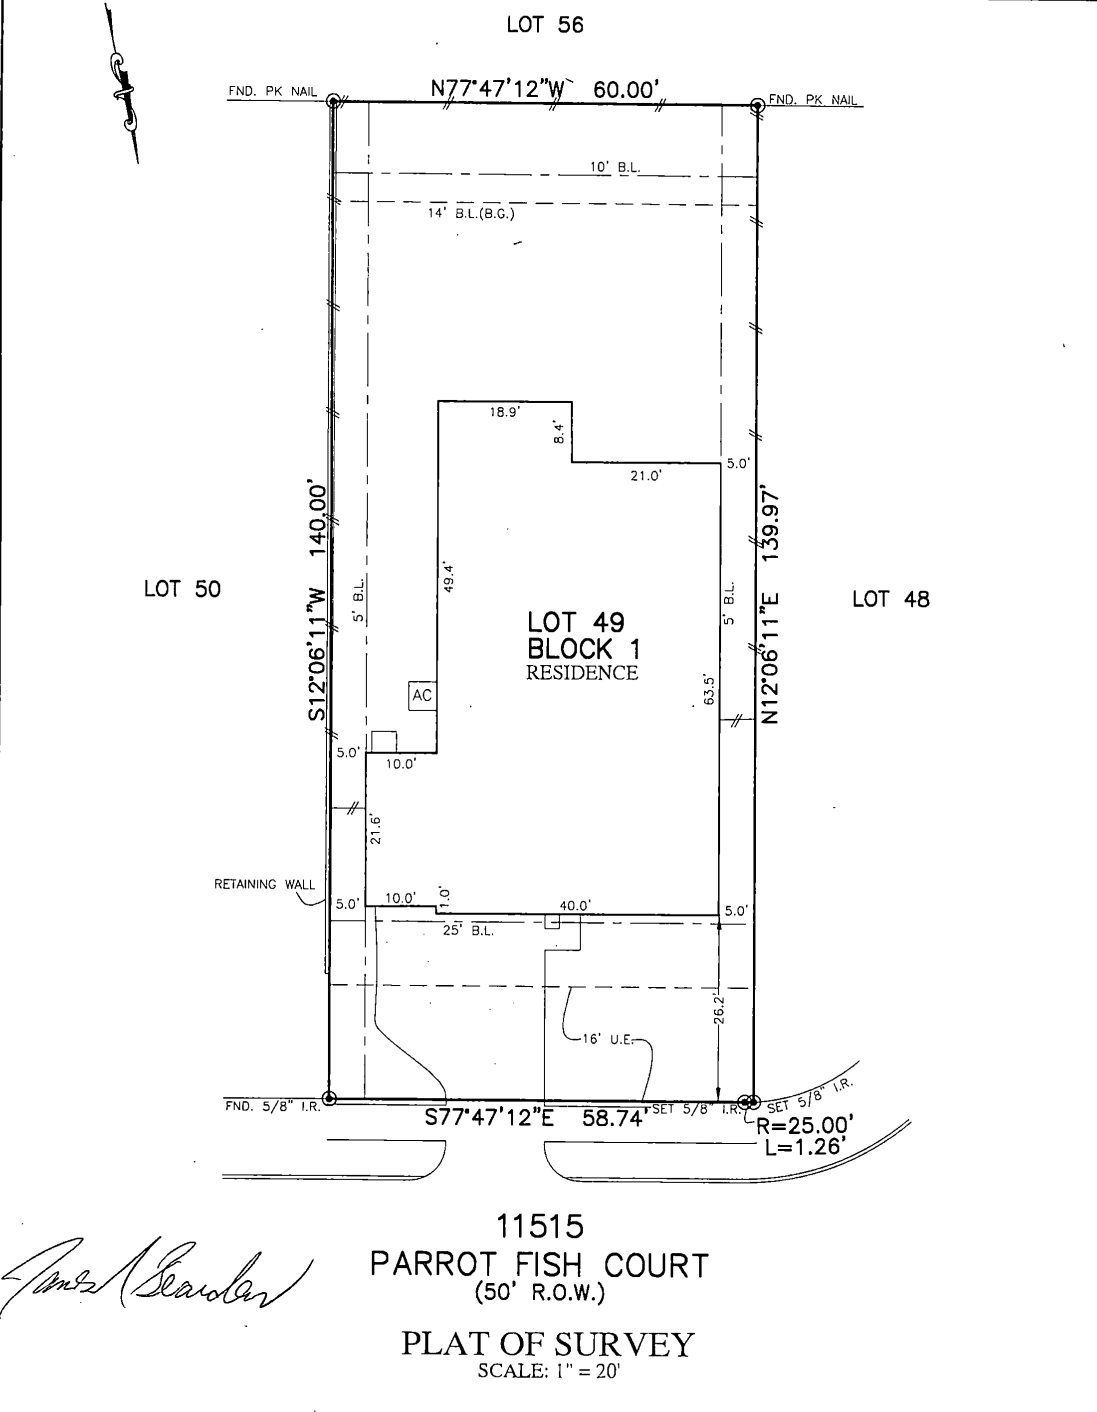 LOT 56
N77°47'12"W 60.00'
FND. PK NAIL
FND. PK NAIL
10' B.L.
14' B.L.(B.G.)
18.9'
8.4'
21.0'
5.0'
S12°06'11"W 140.00'
N12°06'11"E 139.97'
LOT 50
5' B.L.
49.4'
5' B.L.
LOT 48
LOT 49
BLOCK 1
RESIDENCE
AC
63.5'
5.0'
10.0'
21.6'
RETAINING WALL
5.0'
10.0'
1.0'
40.0'
5.0'
25' B.L.
26.2'
16' U.E.
FND. 5/8" I.R.
S77°47'12"E 58.74'
SET 5/8" I.R.
SET 5/8" I.R.
R=25.00'
L=1.26'
11515
PARROT FISH COURT
(50' R.O.W.)
James Bearden
PLAT OF SURVEY
SCALE: 1" = 20'